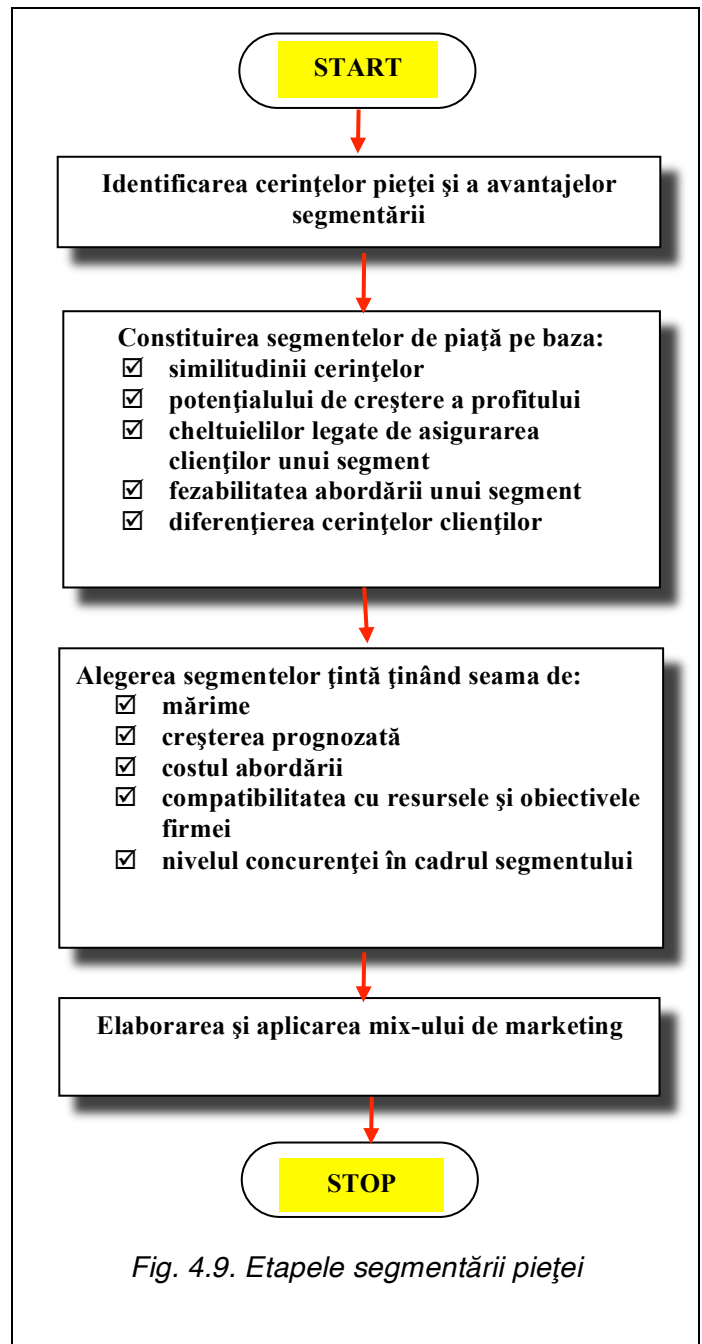 START
Identificarea cerinţelor pieţei şi a avantajelor
segmentării
Constituirea segmentelor de piaţă pe baza:
☑ similitudinii cerinţelor
☑ potenţialului de creştere a profitului
☑ cheltuielilor legate de asigurarea
clienţilor unui segment
☑ fezabilitatea abordării unui segment
☑ diferenţierea cerinţelor clienţilor
Alegerea segmentelor ţintă ţinând seama de:
☑ mărime
☑ creşterea prognozată
☑ costul abordării
☑ compatibilitatea cu resursele şi obiectivele
firmei
☑ nivelul concurenţei în cadrul segmentului
Elaborarea şi aplicarea mix-ului de marketing
STOP
Fig. 4.9. Etapele segmentării pieţei